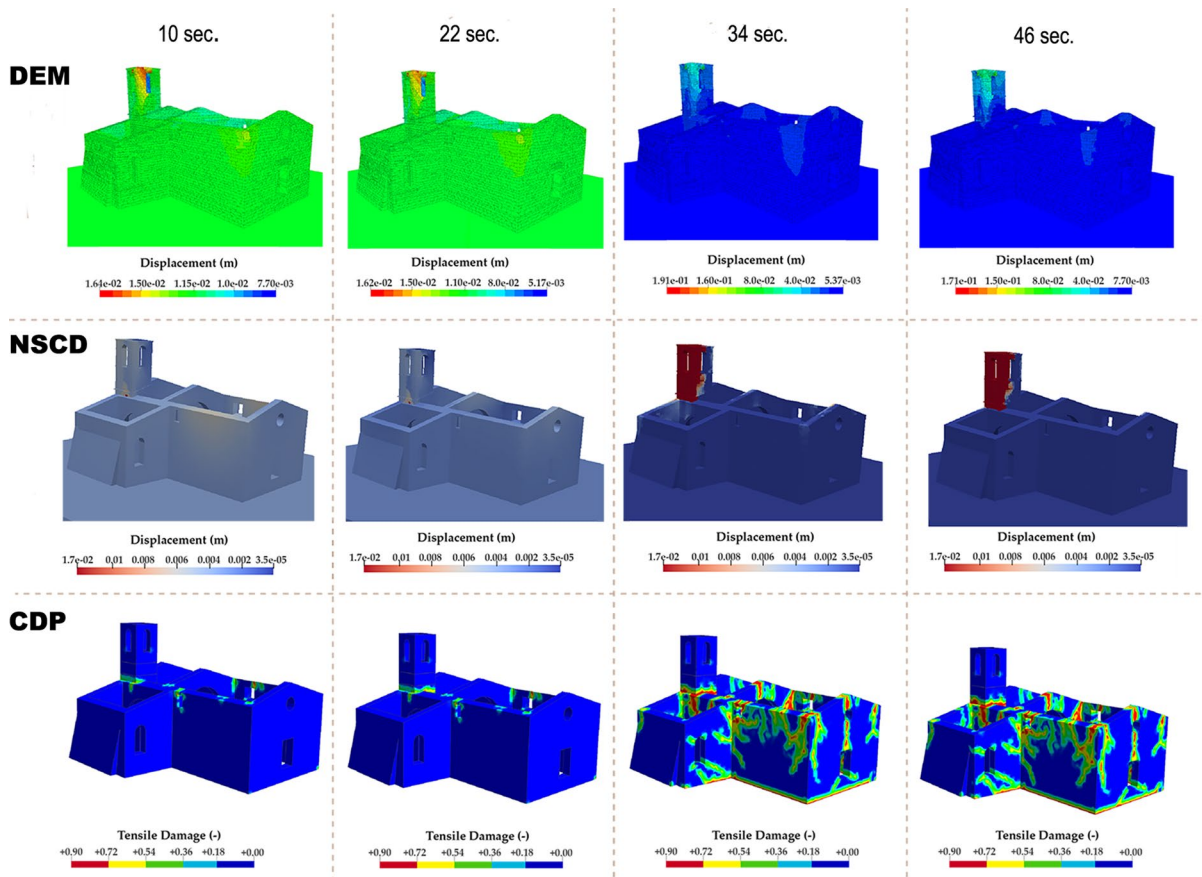 10 sec. 22 sec. 34 sec. 46 sec.
DEM
Displacement (m) Displacement (m) Displacement (m) Displacement (m)
1.64e-02 1.50e-02 1.15e-02 1.0e-02 7.70e-03 1.62e-02 1.50e-02 1.10e-02 8.0e-02 5.17e-03 1.91e-01 1.60e-01 8.0e-02 4.0e-02 5.37e-03 1.71e-01 1.50e-01 8.0e-02 4.0e-02 7.70e-03
NSCD
Displacement (m) Displacement (m) Displacement (m) Displacement (m)
1.7e-02 0.01 0.008 0.006 0.004 0.002 3.5e-05 1.7e-02 0.01 0.008 0.006 0.004 0.002 3.5e-05 1.7e-02 0.01 0.008 0.006 0.004 0.002 3.5e-05 1.7e-02 0.01 0.008 0.006 0.004 0.002 3.5e-05
CDP
Tensile Damage (-) Tensile Damage (-) Tensile Damage (-) Tensile Damage (-)
+0.90 +0.72 +0.54 +0.36 +0.18 +0.00 +0.90 +0.72 +0.54 +0.36 +0.18 +0.00 +0.90 +0.72 +0.54 +0.36 +0.18 +0.00 +0.90 +0.72 +0.54 +0.36 +0.18 +0.00